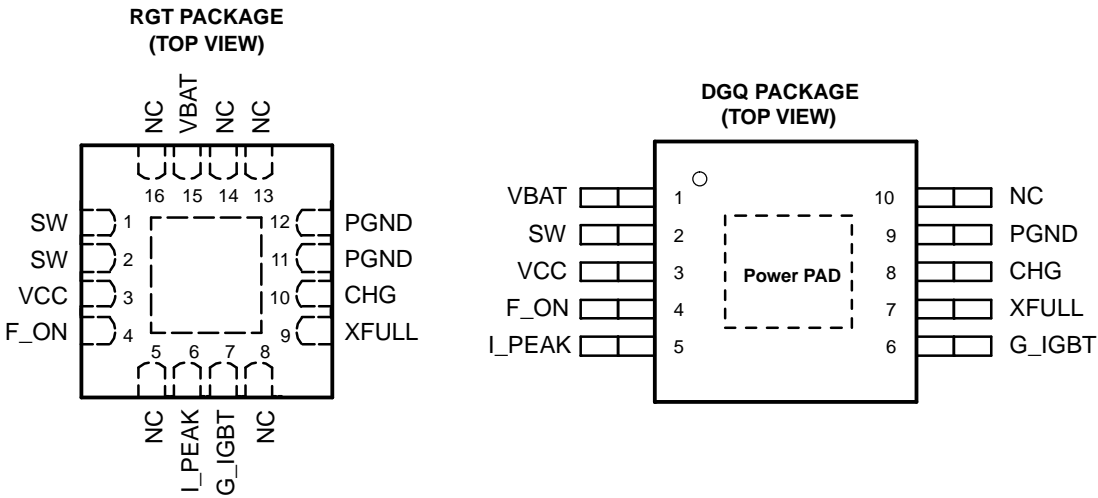 RGT PACKAGE
(TOP VIEW)
NC
VBAT
NC
NC
16 15 14 13
SW 1
SW 2
VCC 3
F_ON 4
12 PGND
11 PGND
10 CHG
9 XFULL
5 6 7 8
NC
I_PEAK
G_IGBT
NC
DGQ PACKAGE
(TOP VIEW)
VBAT 1
SW 2
VCC 3
F_ON 4
I_PEAK 5
Power PAD
10 NC
9 PGND
8 CHG
7 XFULL
6 G_IGBT